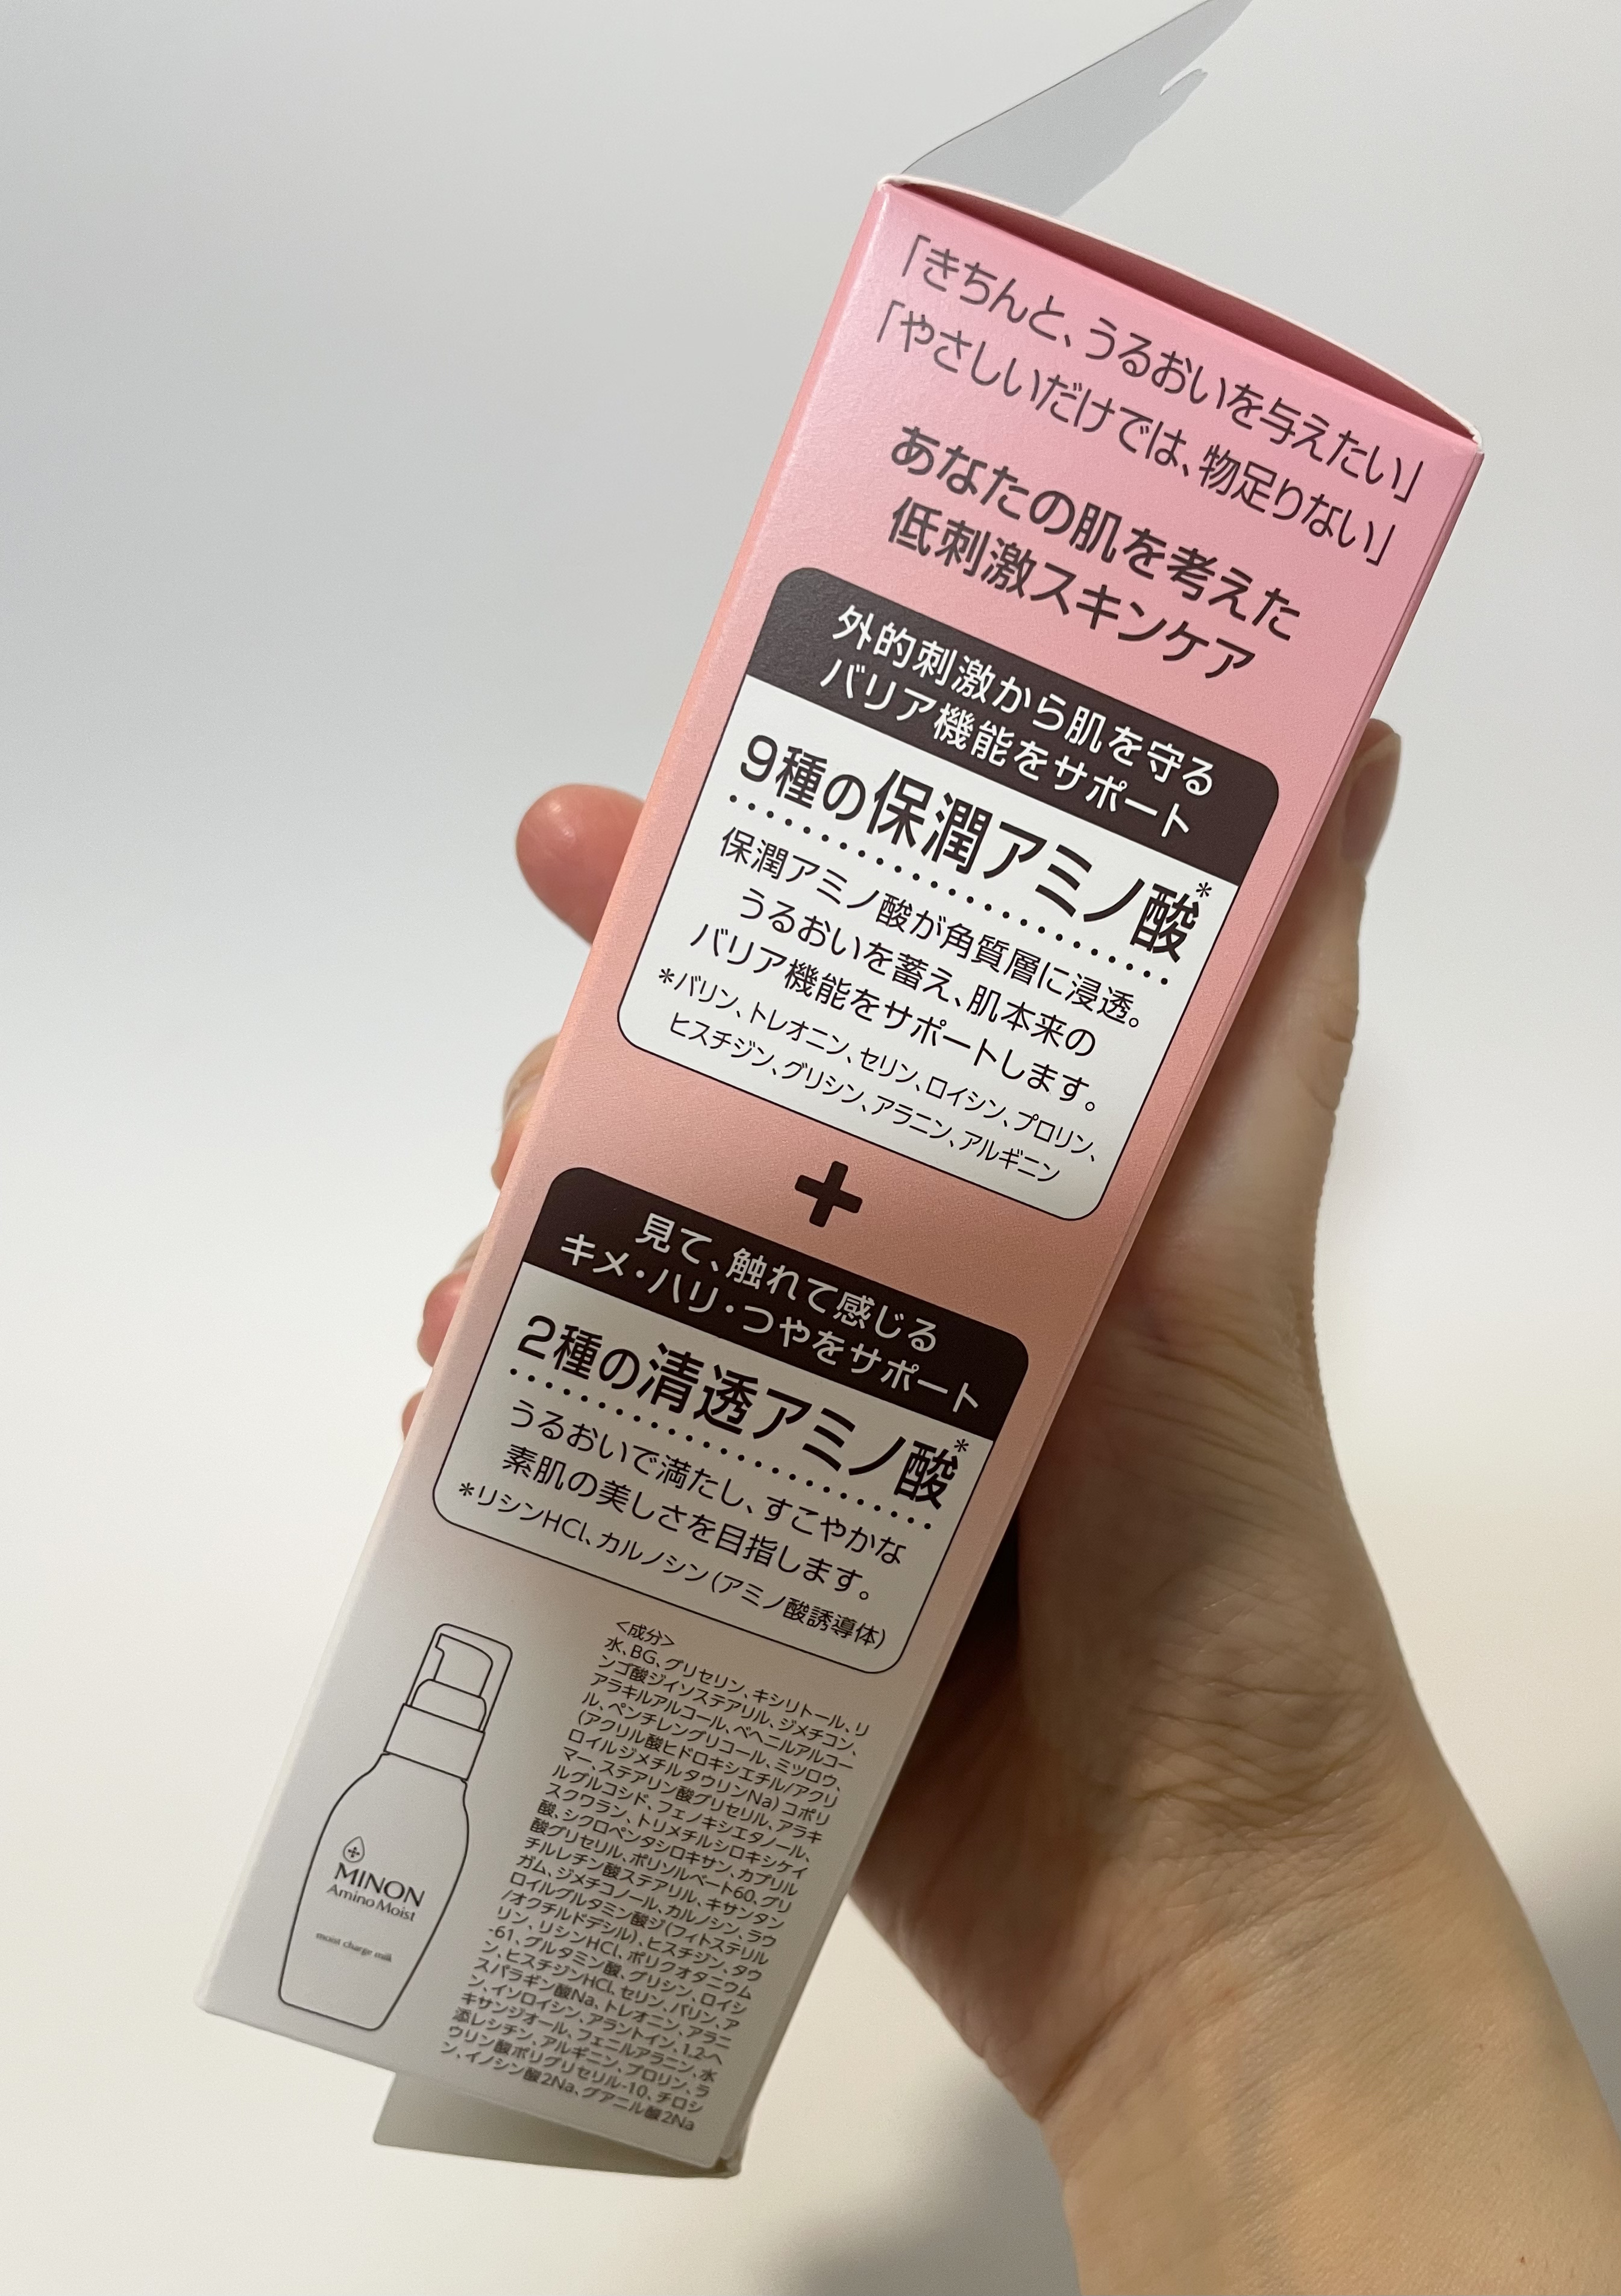 「きちんと、うるおいを与えたい」
「やさしいだけでは、物足りない」
あなたの肌を考えた
低刺激スキンケア
外的刺激から肌を守る
バリア機能をサポート
9種の保潤アミノ酸*
保潤アミノ酸が角質層に浸透。
うるおいを蓄え、肌本来の
バリア機能をサポートします。
*バリン、トレオニン、セリン、ロイシン、プロリン、
ヒスチジン、グリシン、アラニン、アルギニン
+
見て、触れて感じる
キメ・ハリ・つやをサポート
2種の清透アミノ酸*
うるおいで満たし、すこやかな
素肌の美しさを目指します。
*リシンHCl、カルノシン(アミノ酸誘導体)
<成分>
水、BG、グリセリン、キシリトール、リ
ンゴ酸ジイソステアリル、ジメチコン、
アラキルアルコール、ベヘニルアルコー
ル、ペンチレングリコール、ミツロウ、
(アクリル酸ヒドロキシエチル/アクリ
ロイルジメチルタウリンNa)コポリ
マー、ステアリン酸グリセリル、アラキ
ルグルコシド、フェノキシエタノール、
スクワラン、トリメチルシロキシケイ
酸、シクロペンタシロキサン、カプリル
酸グリセリル、ポリソルベート60、グリ
チルレチン酸ステアリル、キサンタン
ガム、ジメチコノール、カルノシン、ラウ
ロイルグルタミン酸ジ(フィトステリル
/オクチルドデシル)、ヒスチジン、タウ
リン、リシンHCl、ポリクオタニウム
-61、グルタミン酸、グリシン、ロイシ
ン、ヒスチジンHCl、セリン、バリン、ア
スパラギン酸Na、トレオニン、アラニ
ン、イソロイシン、アラントイン、1,2-ヘ
キサンジオール、フェニルアラニン、水
添レシチン、アルギニン、プロリン、ラ
ウリン酸ポリグリセリル-10、チロシ
ン、イノシン酸2Na、グアニル酸2Na
MINON
Amino Moist
moist charge milk